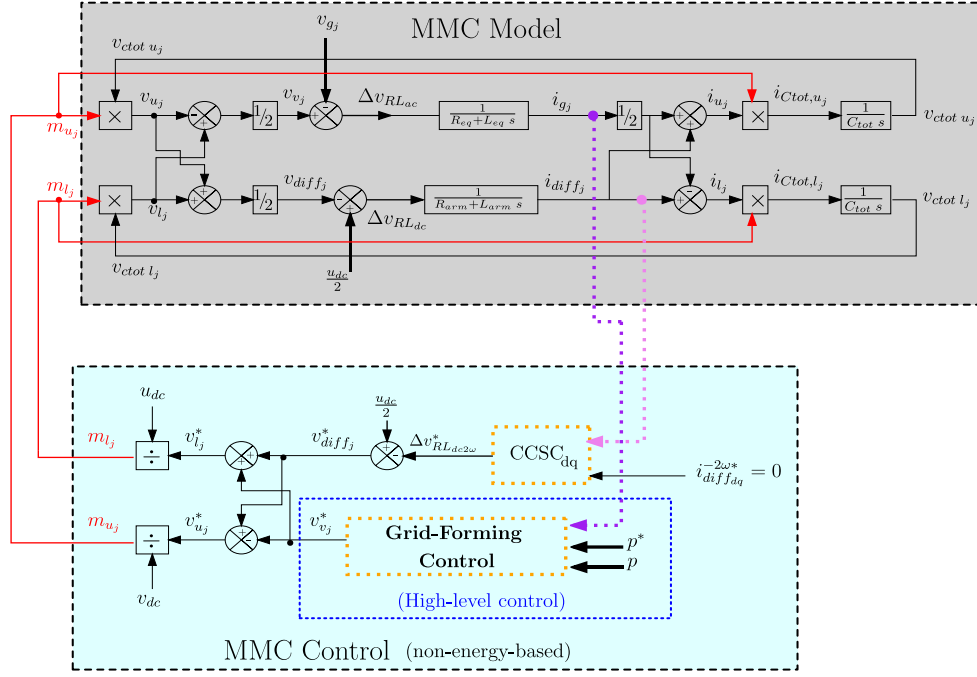 MMC Model
v_{g_j}
v_{ctot u_j}
v_{u_j} - + 1/2 v_{v_j} - + Δv_{RL_{ac}} 1/(R_{eq}+L_{eq} s) i_{g_j} 1/2 + + i_{u_j} × i_{Ctot,u_j} 1/(C_{tot} s) v_{ctot u_j}
×
m_{u_j}
m_{l_j}
× v_{l_j} + + 1/2 v_{diff_j} - + Δv_{RL_{dc}} 1/(R_{arm}+L_{arm} s) i_{diff_j} + - i_{l_j} × i_{Ctot,l_j} 1/(C_{tot} s) v_{ctot l_j}
v_{ctot l_j}
u_{dc}/2
u_{dc}
u_{dc}/2
m_{l_j} ÷ v^*_{l_j} + + v^*_{diff_j} + - Δv^*_{RL_{dc2ω}} CCSC_{dq} i^{-2ω*}_{diff_{dq}} = 0
m_{u_j} ÷ v^*_{u_j} + - v^*_{v_j} Grid-Forming
Control
p^*
p
v_{dc}
(High-level control)
MMC Control (non-energy-based)